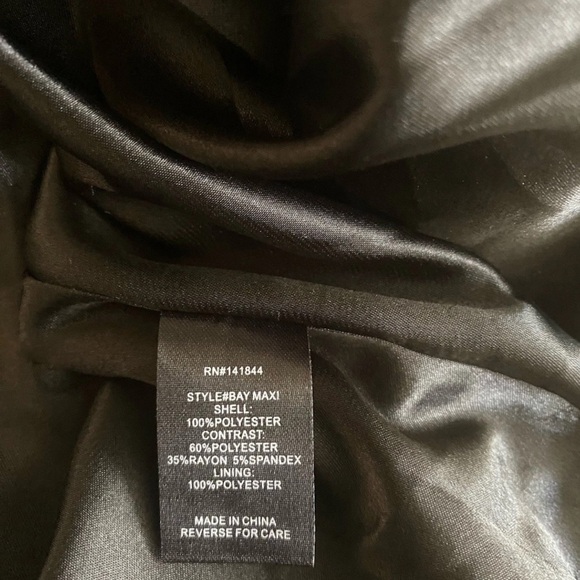 RN#141844
STYLE#BAY MAXI
SHELL:
100%POLYESTER
CONTRAST:
60%POLYESTER
35%RAYON 5%SPANDEX
LINING:
100%POLYESTER
MADE IN CHINA
REVERSE FOR CARE